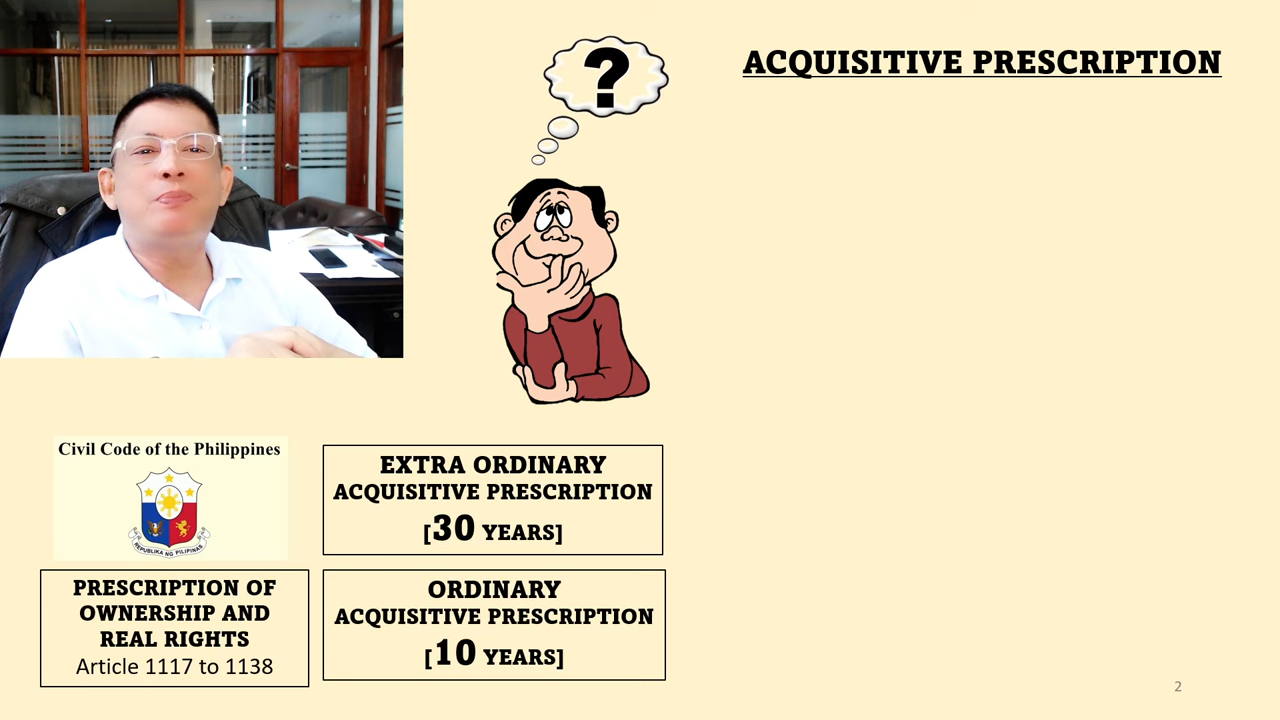 ?
ACQUISITIVE PRESCRIPTION
Civil Code of the Philippines
REPUBLIKA NG PILIPINAS
EXTRA ORDINARY
ACQUISITIVE PRESCRIPTION
[30 YEARS]
PRESCRIPTION OF
OWNERSHIP AND
REAL RIGHTS
Article 1117 to 1138
ORDINARY
ACQUISITIVE PRESCRIPTION
[10 YEARS]
2